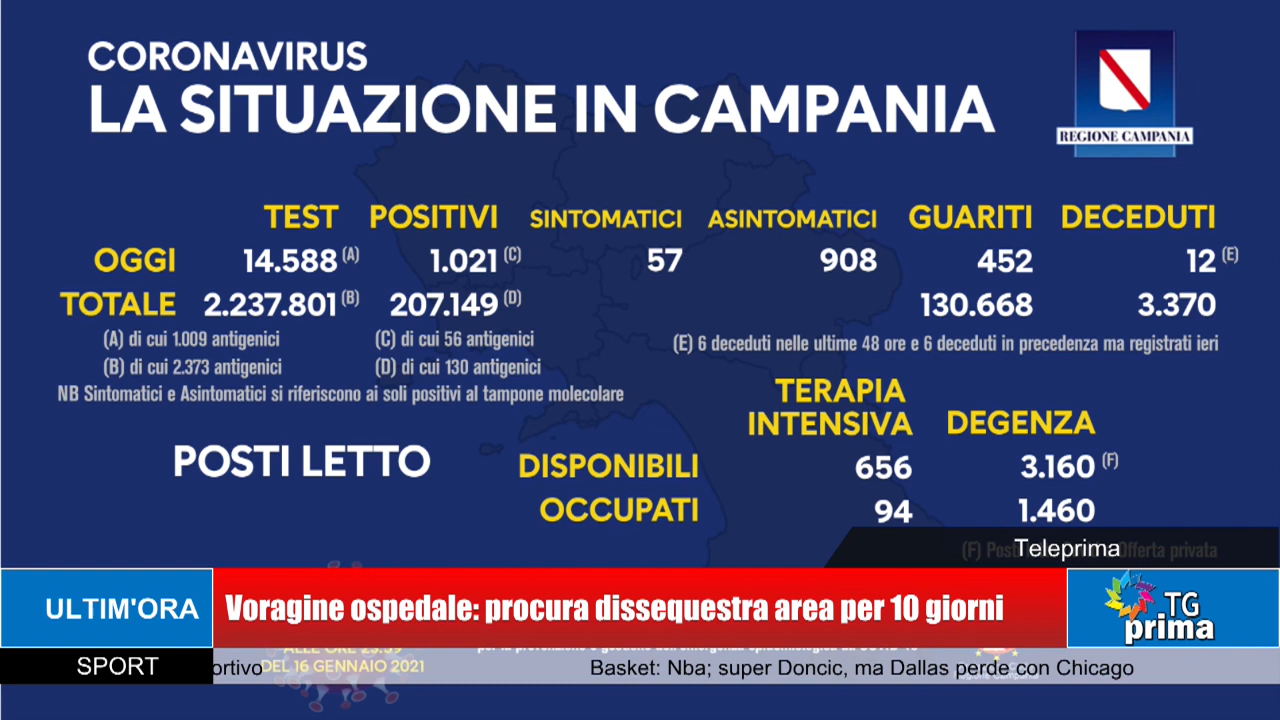 CORONAVIRUS
LA SITUAZIONE IN CAMPANIA
REGIONE CAMPANIA
TEST POSITIVI SINTOMATICI ASINTOMATICI GUARITI DECEDUTI
OGGI 14.588 (A) 1.021 (C) 57 908 452 12 (E)
TOTALE 2.237.801 (B) 207.149 (D) 130.668 3.370
(A) di cui 1.009 antigenici (C) di cui 56 antigenici (E) 6 deceduti nelle ultime 48 ore e 6 deceduti in precedenza ma registrati ieri
(B) di cui 2.373 antigenici (D) di cui 130 antigenici
NB Sintomatici e Asintomatici si riferiscono ai soli positivi al tampone molecolare
TERAPIA
INTENSIVA DEGENZA
POSTI LETTO DISPONIBILI 656 3.160 (F)
OCCUPATI 94 1.460
Teleprima
(F) Posti Offerta privata
ULTIM'ORA Voragine ospedale: procura dissequestra area per 10 giorni TG prima
ALLE ORE 23.59
DEL 16 GENNAIO 2021
SPORT ortivo Basket: Nba; super Doncic, ma Dallas perde con Chicago